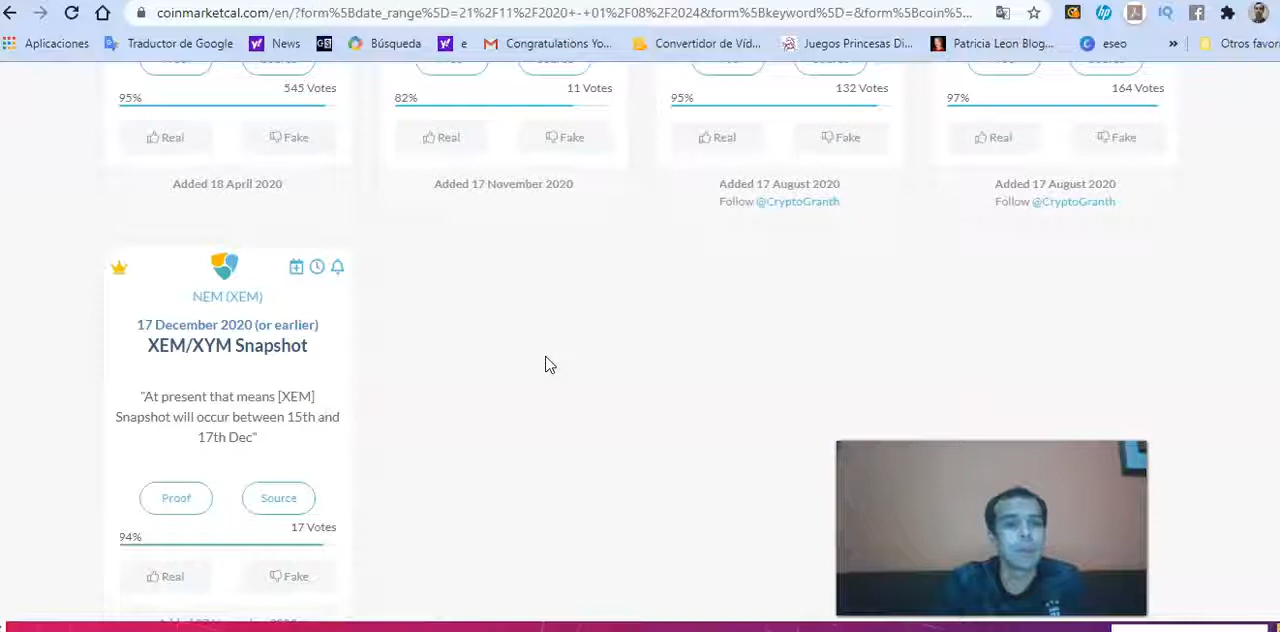 coinmarketcal.com/en/?form%5Bdate_range%5D=21%2F11%2F2020+-+01%2F08%2F2024&form%5Bkeyword%5D=&form%5Bcoin%5...
Aplicaciones Traductor de Google News GS Búsqueda e Congratulations Yo... Convertidor de Víd... Juegos Princesas Di... Patricia Leon Blog... eseo » Otros favor
545 Votes 11 Votes 132 Votes 164 Votes
95% 82% 95% 97%
Real Fake Real Fake Real Fake Real Fake
Added 18 April 2020 Added 17 November 2020 Added 17 August 2020 Added 17 August 2020
Follow @CryptoGranth Follow @CryptoGranth
NEM (XEM)
17 December 2020 (or earlier)
XEM/XYM Snapshot
"At present that means [XEM]
Snapshot will occur between 15th and
17th Dec"
Proof Source
17 Votes
94%
Real Fake